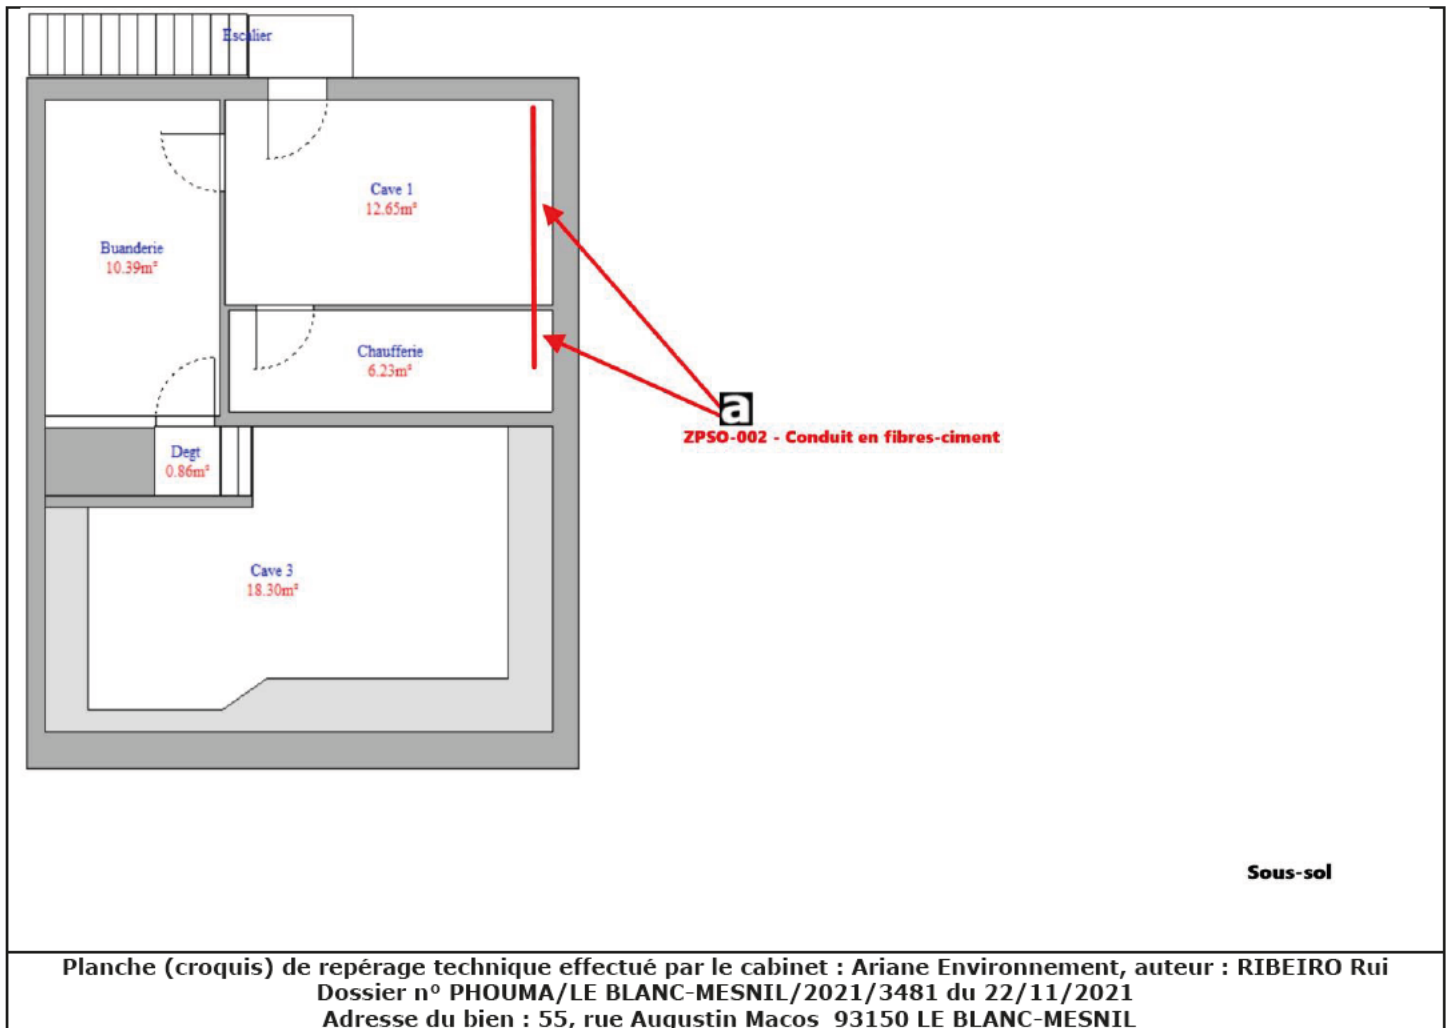 Escalier
Cave 1
12.65m²
Buanderie
10.39m²
Chaufferie
6.23m²
a
ZPSO-002 - Conduit en fibres-ciment
Degt
0.86m²
Cave 3
18.30m²
Sous-sol
Planche (croquis) de repérage technique effectué par le cabinet : Ariane Environnement, auteur : RIBEIRO Rui
Dossier nº PHOUMA/LE BLANC-MESNIL/2021/3481 du 22/11/2021
Adresse du bien : 55, rue Augustin Macos 93150 LE BLANC-MESNIL